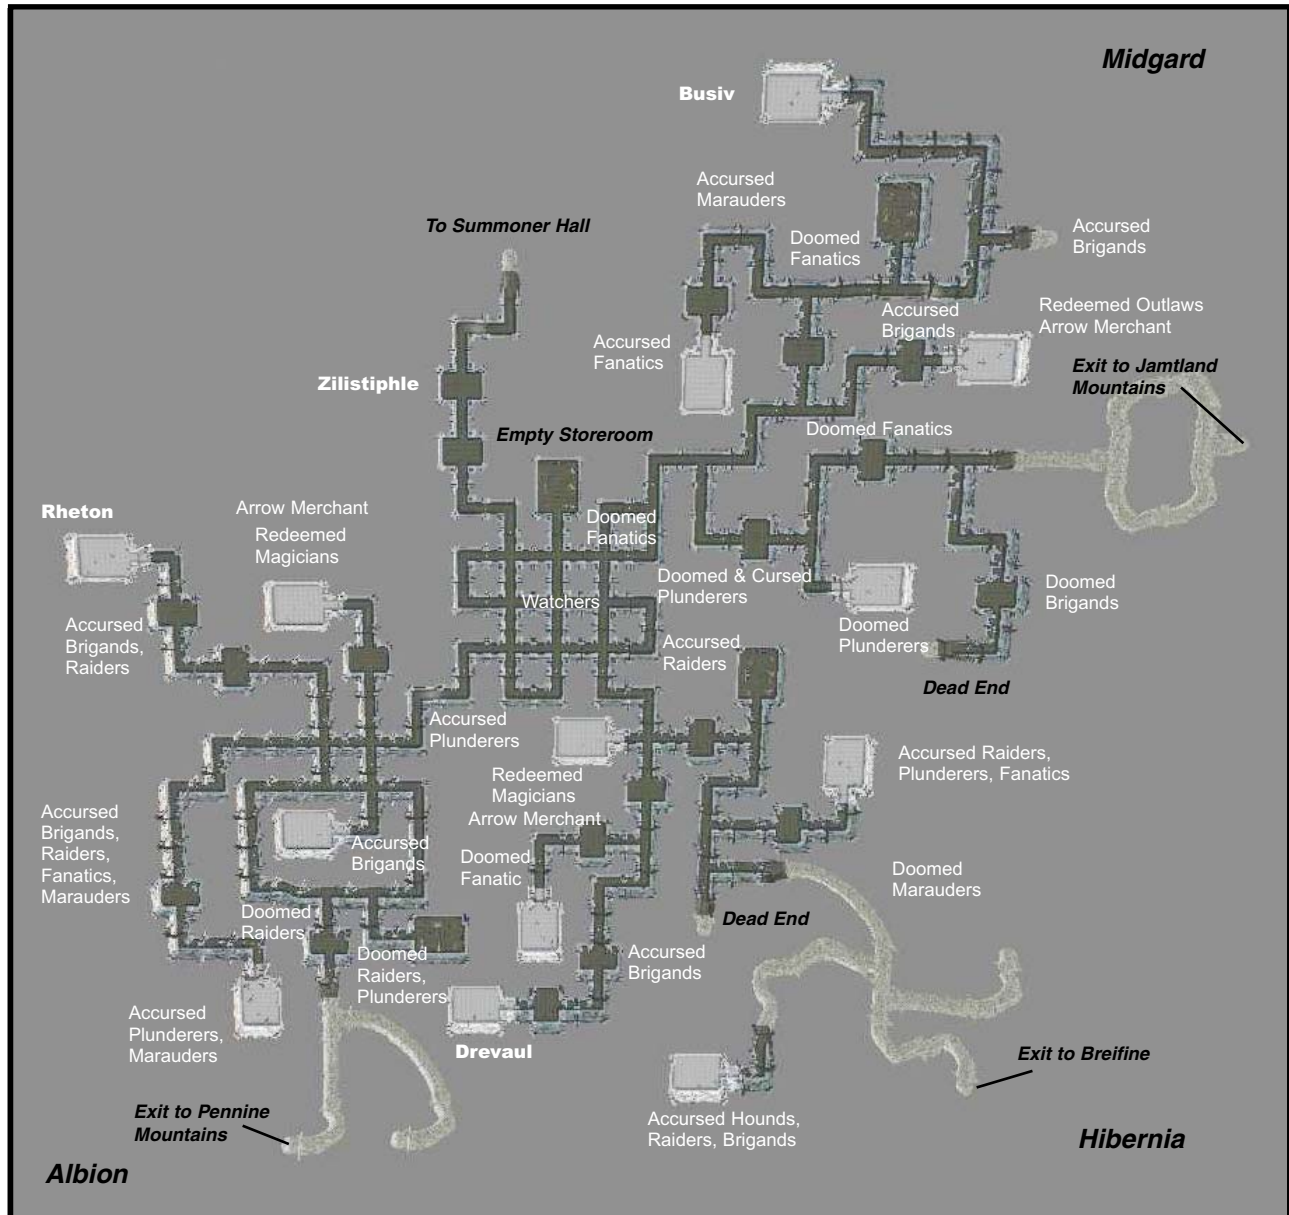 Midgard
Busiv
Accursed
Marauders
To Summoner Hall
Doomed
Fanatics
Accursed
Brigands
Redeemed Outlaws
Arrow Merchant
Accursed
Brigands
Accursed
Fanatics
Exit to Jamtland
Mountains
Zilistiphle
Empty Storeroom
Doomed Fanatics
Rheton
Arrow Merchant
Redeemed
Magicians
Doomed
Fanatics
Doomed & Cursed
Plunderers
Doomed
Brigands
Watchers
Accursed
Brigands,
Raiders
Doomed
Plunderers
Accursed
Raiders
Dead End
Accursed
Plunderers
Redeemed
Magicians
Arrow Merchant
Accursed Raiders,
Plunderers, Fanatics
Accursed
Brigands,
Raiders,
Fanatics,
Marauders
Accursed
Brigands
Doomed
Fanatic
Doomed
Marauders
Doomed
Raiders
Dead End
Doomed
Raiders,
Plunderers
Accursed
Brigands
Accursed
Plunderers,
Marauders
Drevaul
Exit to Breifine
Exit to Pennine
Mountains
Accursed Hounds,
Raiders, Brigands
Hibernia
Albion